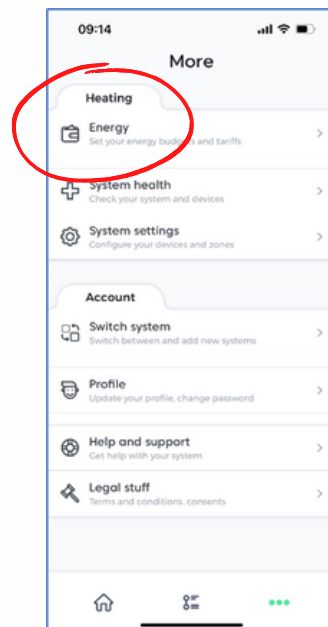 09:14
More
Heating
Energy
Set your energy budgets and tariffs
System health
Check your system and devices
System settings
Configure your devices and zones
Account
Switch system
Switch between and add new systems
Profile
Update your profile, change password
Help and support
Get help with your system
Legal stuff
Terms and conditions, consents